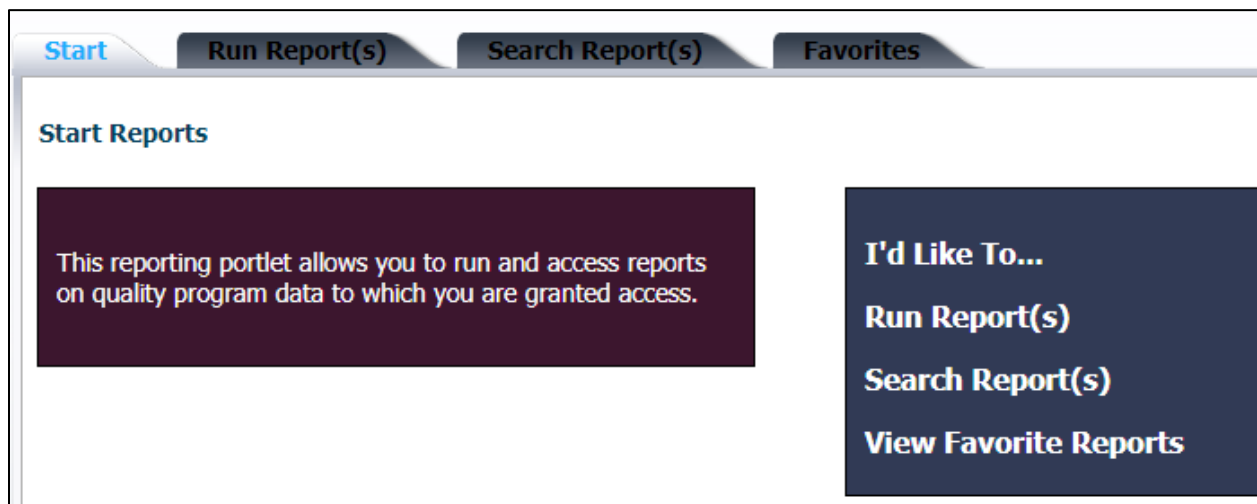 Start Run Report(s) Search Report(s) Favorites
Start Reports
This reporting portlet allows you to run and access reports
on quality program data to which you are granted access.
I'd Like To...
Run Report(s)
Search Report(s)
View Favorite Reports